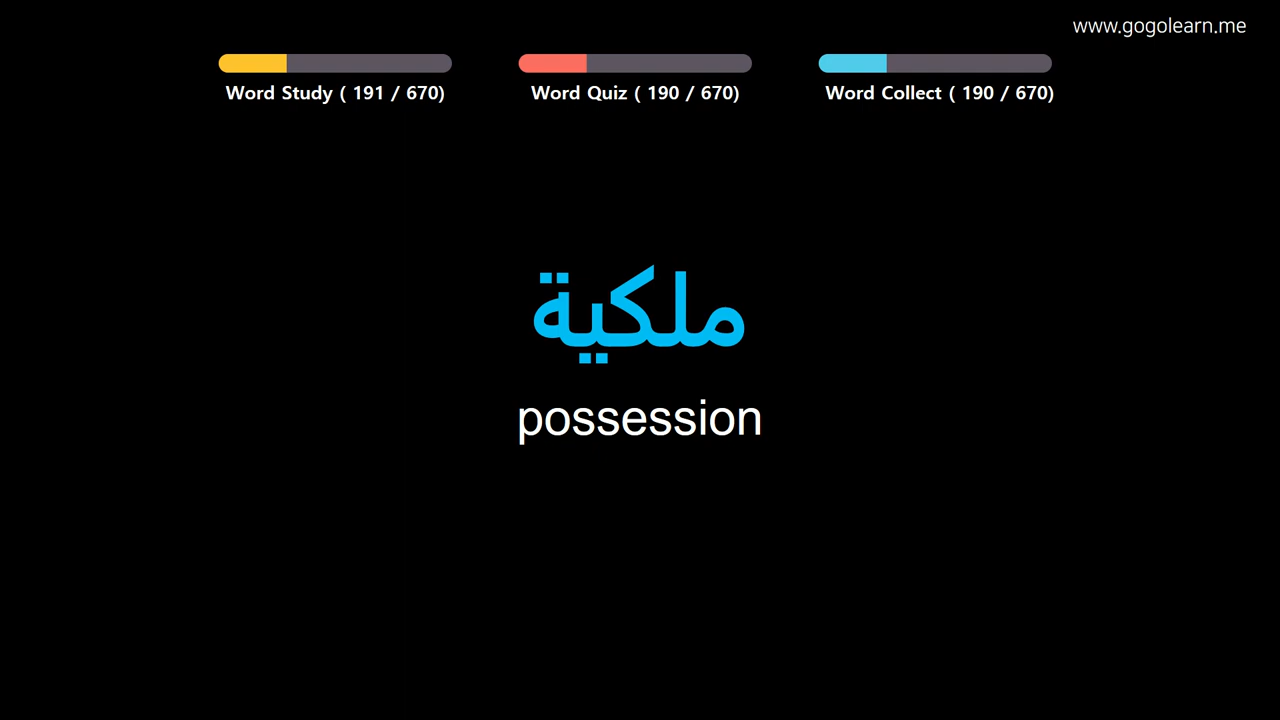 www.gogolearn.me
Word Study ( 191 / 670)
Word Quiz ( 190 / 670)
Word Collect ( 190 / 670)
ملكية
possession